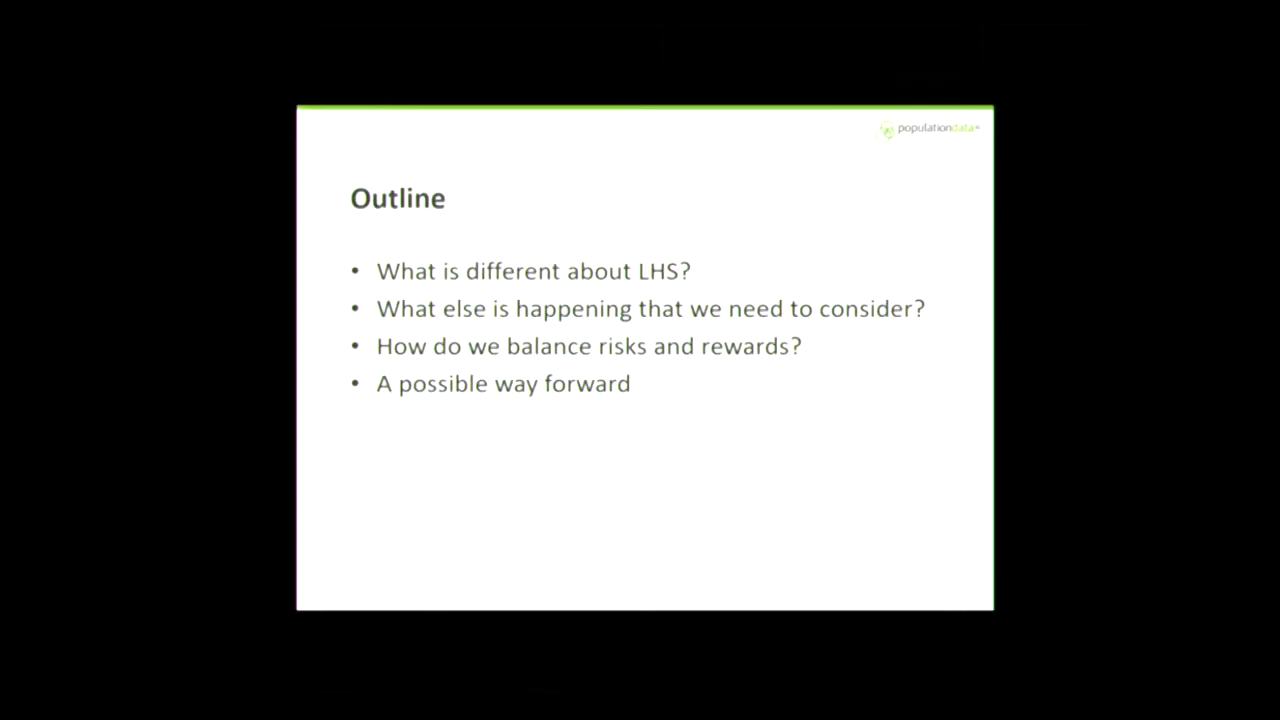 populationdata
Outline
• What is different about LHS?
• What else is happening that we need to consider?
• How do we balance risks and rewards?
• A possible way forward